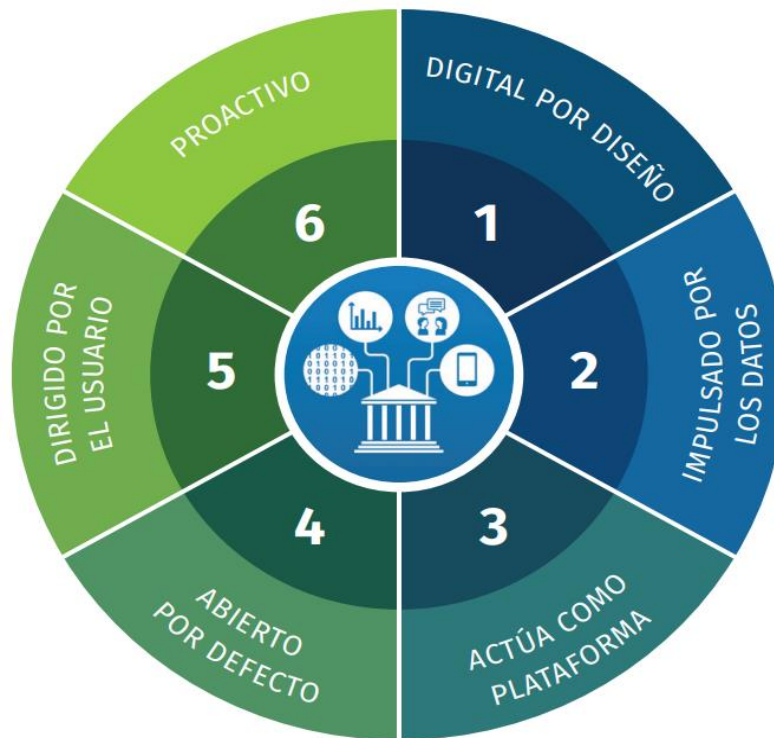 DIGITAL POR DISEÑO
1
IMPULSADO POR
LOS DATOS
2
ACTÚA COMO
PLATAFORMA
3
ABIERTO
POR DEFECTO
4
DIRIGIDO POR
EL USUARIO
5
PROACTIVO
6